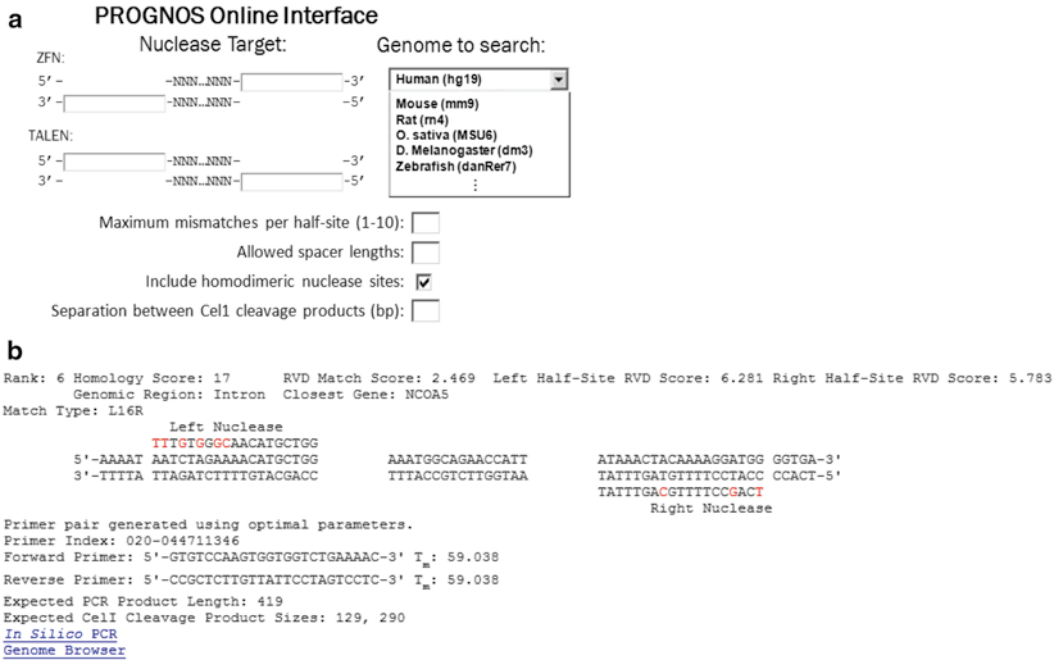 a
PROGNOS Online Interface
Nuclease Target:
Genome to search:
ZFN:
5′ – -NNN…NNN- -3′
3′ – -NNN…NNN- -5′
TALEN:
5′ – -NNN…NNN- -3′
3′ – -NNN…NNN- -5′
Human (hg19)
Mouse (mm9)
Rat (rn4)
O. sativa (MSU6)
D. Melanogaster (dm3)
Zebrafish (danRer7)
⋮
Maximum mismatches per half-site (1-10):
Allowed spacer lengths:
Include homodimeric nuclease sites: ✔
Separation between Cel1 cleavage products (bp):
b
Rank: 6 Homology Score: 17 RVD Match Score: 2.469 Left Half-Site RVD Score: 6.281 Right Half-Site RVD Score: 5.783
Genomic Region: Intron Closest Gene: NCOA5
Match Type: L16R
Left Nuclease
TTTGTGGGCAACATGCTGG
5'-AAAAT AATCTAGAAAACATGCTGG AAATGGCAGAACCATT ATAAACTACAAAAGGATGG GGTGA-3'
3'-TTTTA TTAGATCTTTTGTACGACC TTTACCGTCTTGGTAA TATTTGATGTTTTCCTACC CCACT-5'
TATTTGACGTTTTCCGACT
Right Nuclease
Primer pair generated using optimal parameters.
Primer Index: 020-044711346
Forward Primer: 5'-GTGTCCAAGTGGTGGTCTGAAAAC-3' Tm: 59.038
Reverse Primer: 5'-CCGCTCTTGTTATTCCTAGTCCTC-3' Tm: 59.038
Expected PCR Product Length: 419
Expected CelI Cleavage Product Sizes: 129, 290
In Silico PCR
Genome Browser